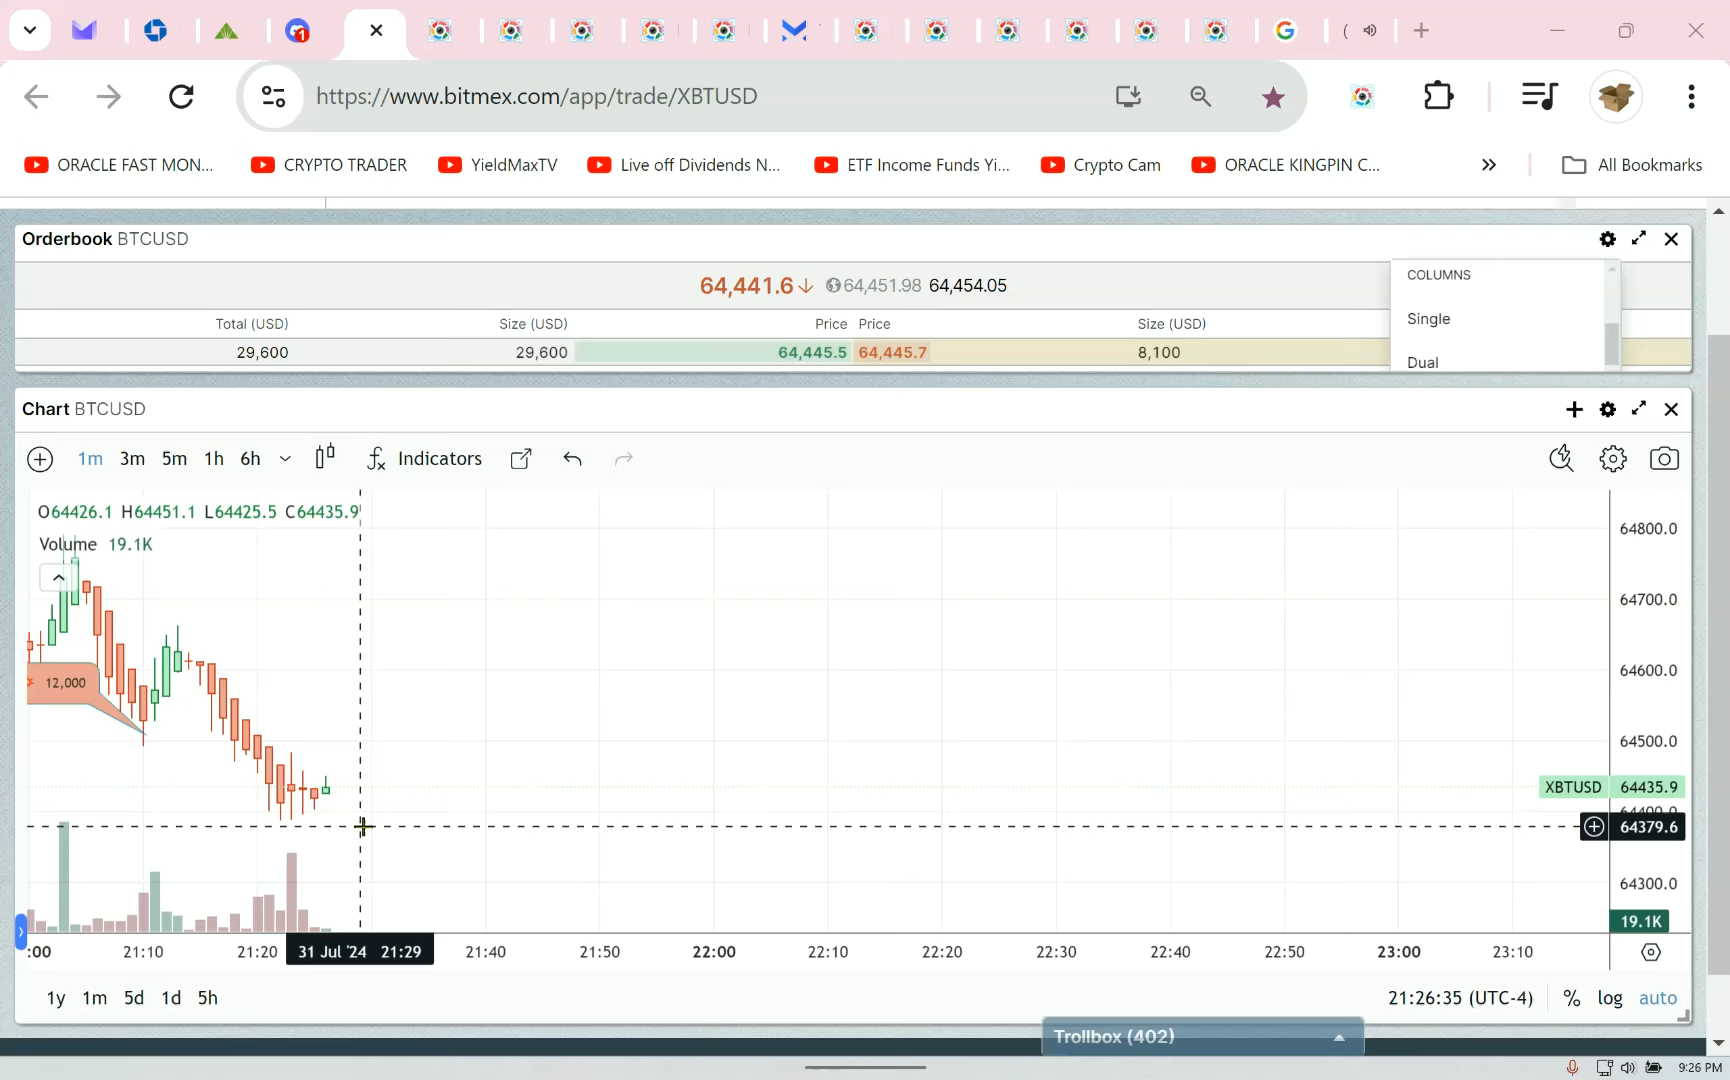 1
https://www.bitmex.com/app/trade/XBTUSD
ORACLE FAST MON... CRYPTO TRADER YieldMaxTV Live off Dividends N... ETF Income Funds Yi... Crypto Cam ORACLE KINGPIN C... » All Bookmarks
Orderbook BTCUSD
64,441.6↓ 64,451.98 64,454.05
COLUMNS
Single
Dual
Total (USD) Size (USD) Price Price Size (USD)
29,600 29,600 64,445.5 64,445.7 8,100
Chart BTCUSD
1m 3m 5m 1h 6h fx Indicators
O64426.1 H64451.1 L64425.5 C64435.9
Volume 19.1K
12,000
64800.0
64700.0
64600.0
64500.0
XBTUSD 64435.9
64400.0
64379.6
64300.0
19.1K
:00 21:10 21:20 31 Jul '24 21:29 21:40 21:50 22:00 22:10 22:20 22:30 22:40 22:50 23:00 23:10
1y 1m 5d 1d 5h 21:26:35 (UTC-4) % log auto
Trollbox (402)
9:26 PM